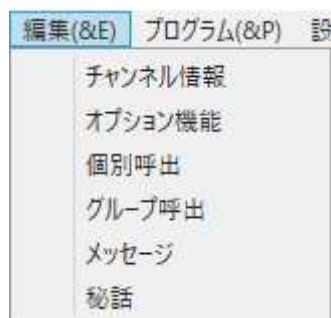 編集(&E) プログラム(&P)
チャンネル情報
オプション機能
個別呼出
グループ呼出
メッセージ
秘話